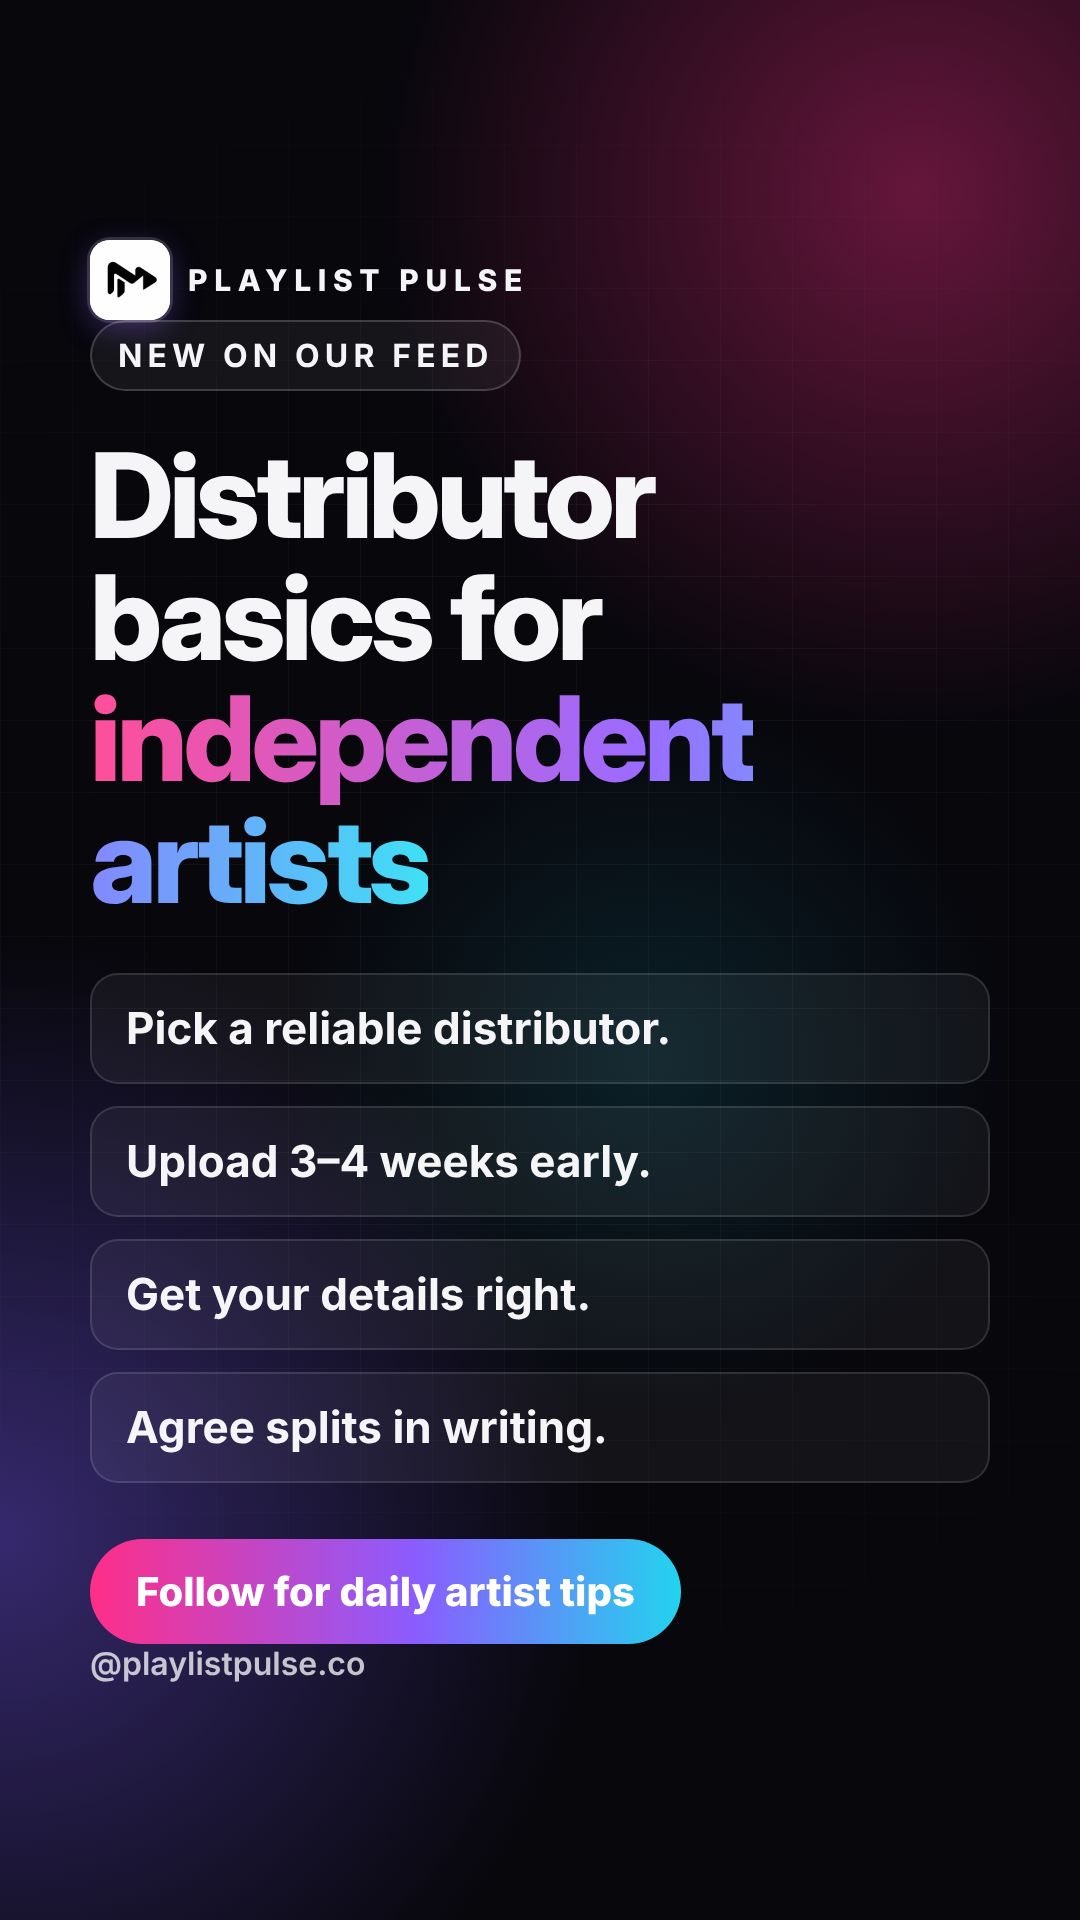 PLAYLIST PULSE
NEW ON OUR FEED
Distributor
basics for
independent
artists
Pick a reliable distributor.
Upload 3–4 weeks early.
Get your details right.
Agree splits in writing.
Follow for daily artist tips
@playlistpulse.co